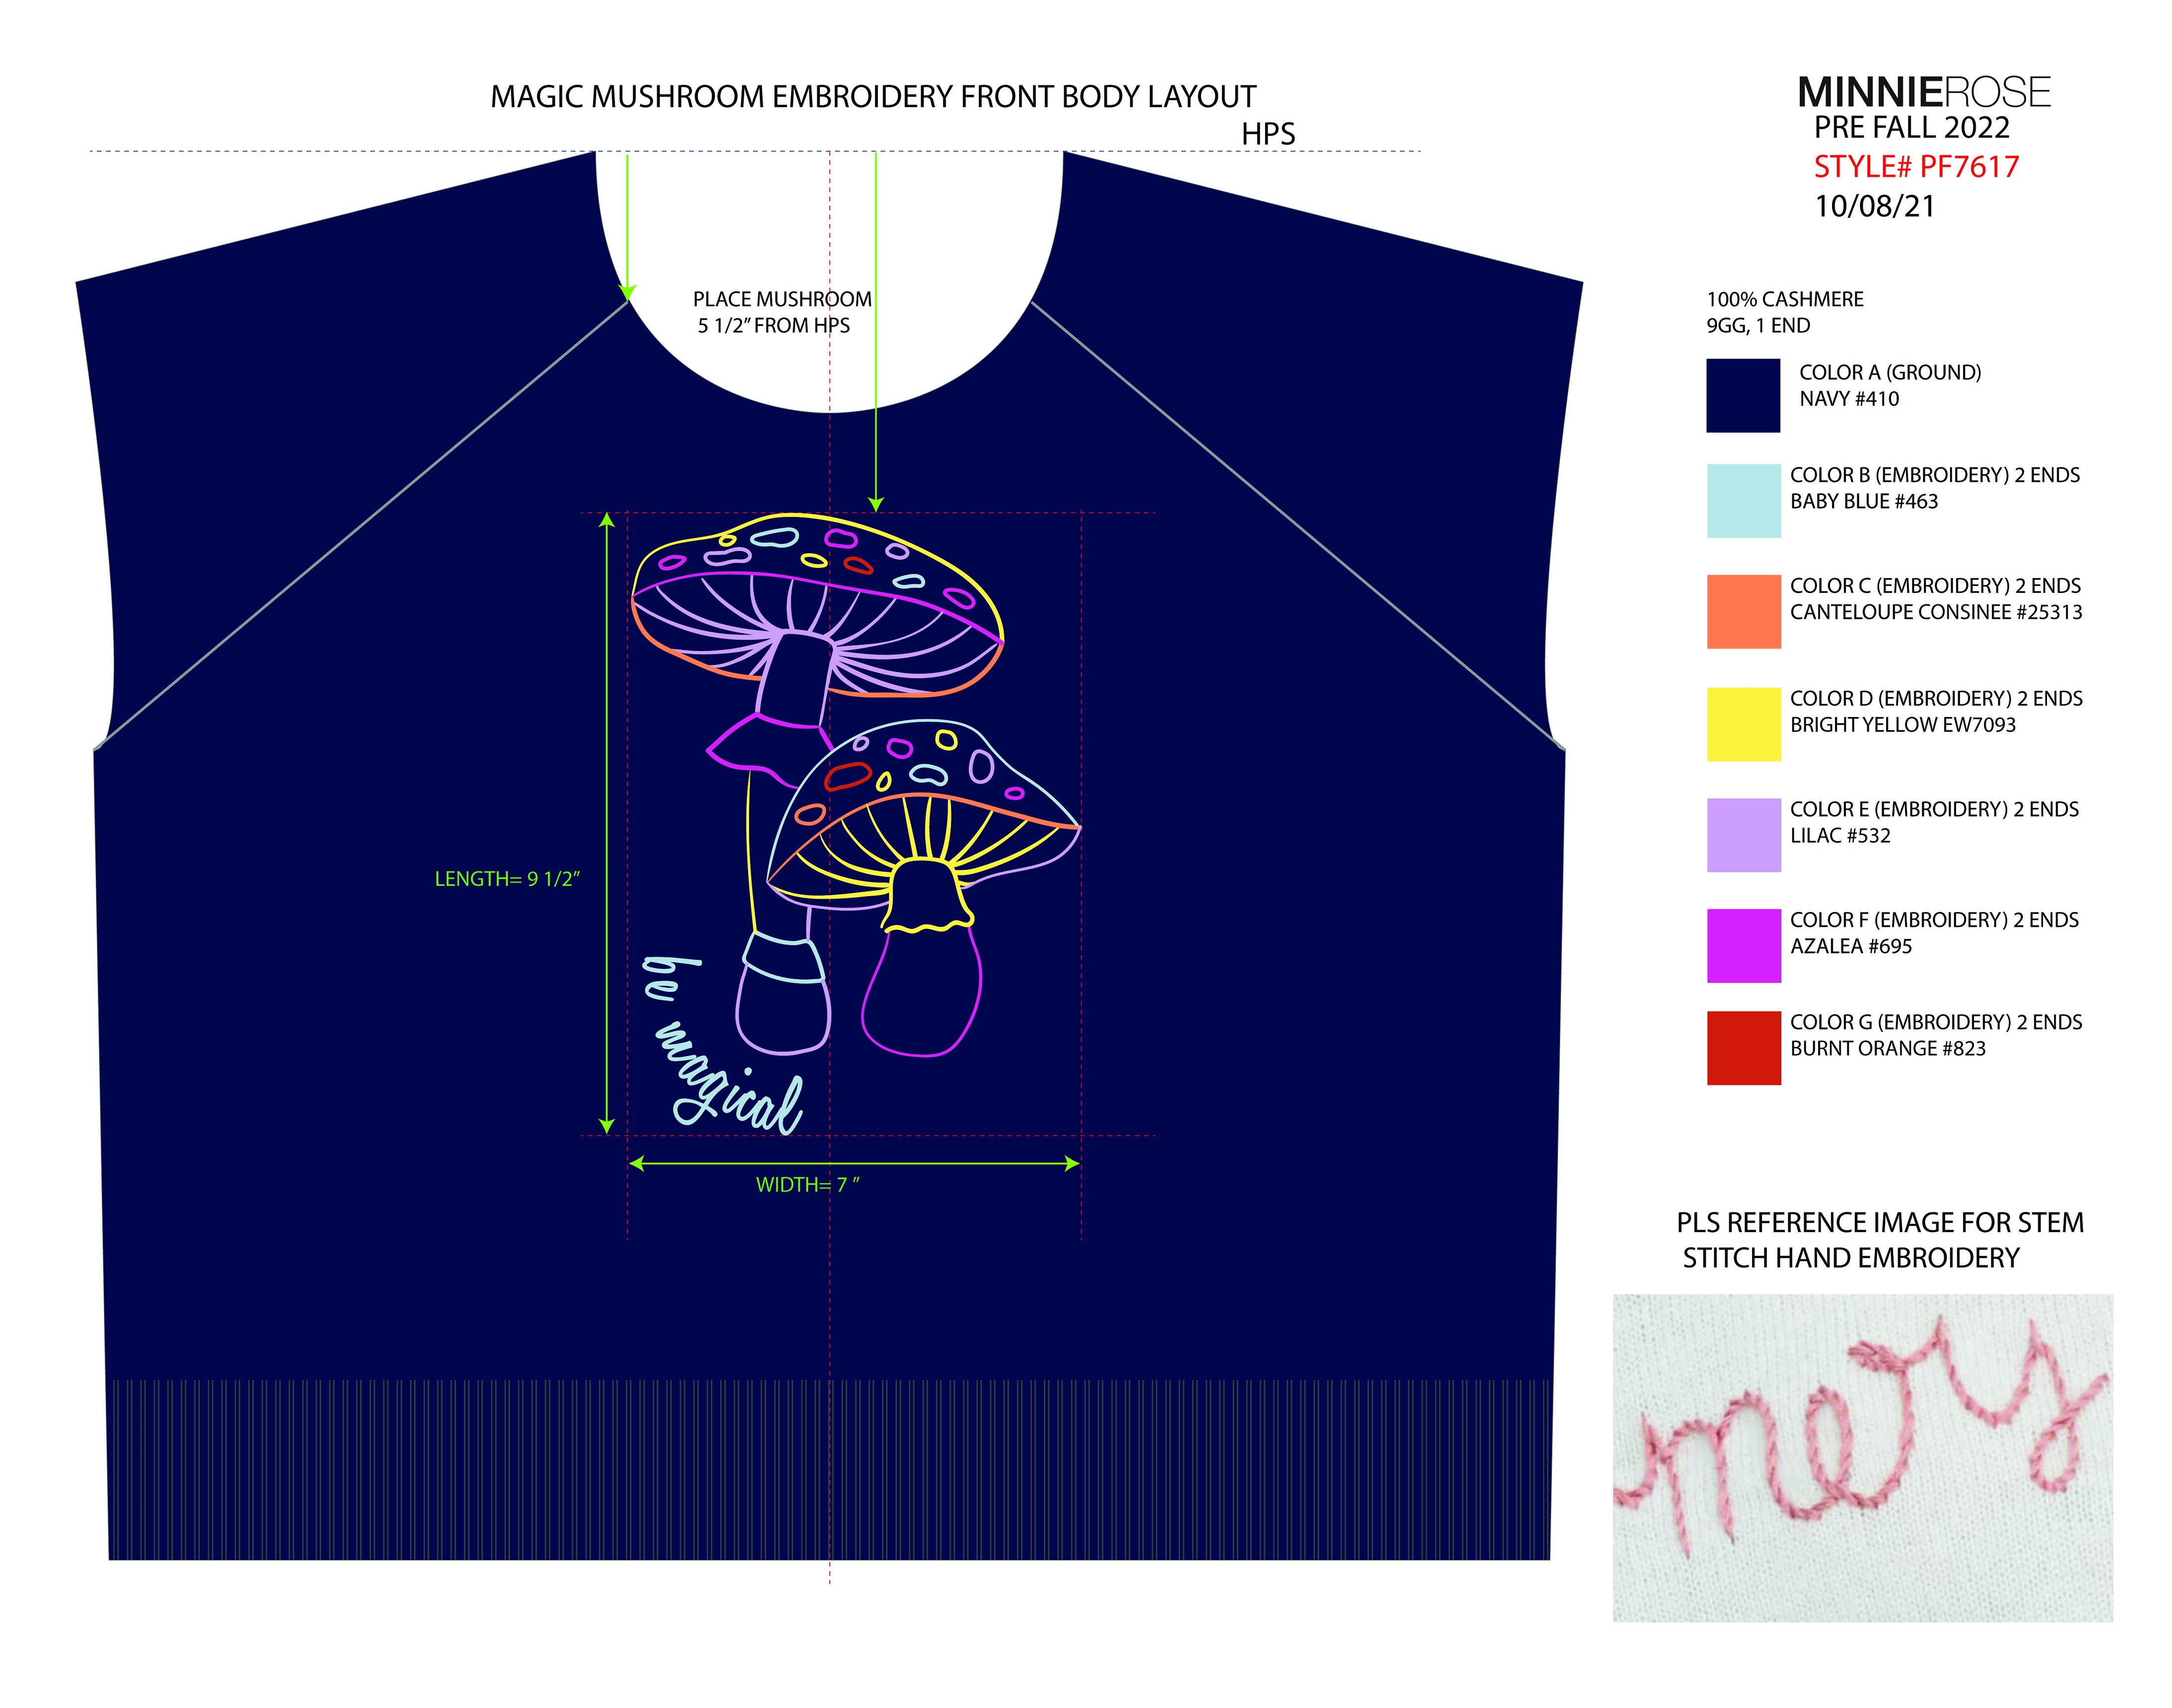 MAGIC MUSHROOM EMBROIDERY FRONT BODY LAYOUT
HPS
MINNIEROSE
PRE FALL 2022
STYLE# PF7617
10/08/21
PLACE MUSHROOM
5 1/2” FROM HPS
100% CASHMERE
9GG, 1 END
COLOR A (GROUND)
NAVY #410
COLOR B (EMBROIDERY) 2 ENDS
BABY BLUE #463
COLOR C (EMBROIDERY) 2 ENDS
CANTELOUPE CONSINEE #25313
COLOR D (EMBROIDERY) 2 ENDS
BRIGHT YELLOW EW7093
COLOR E (EMBROIDERY) 2 ENDS
LILAC #532
COLOR F (EMBROIDERY) 2 ENDS
AZALEA #695
COLOR G (EMBROIDERY) 2 ENDS
BURNT ORANGE #823
LENGTH= 9 1/2”
be magical
WIDTH= 7 ”
PLS REFERENCE IMAGE FOR STEM
STITCH HAND EMBROIDERY